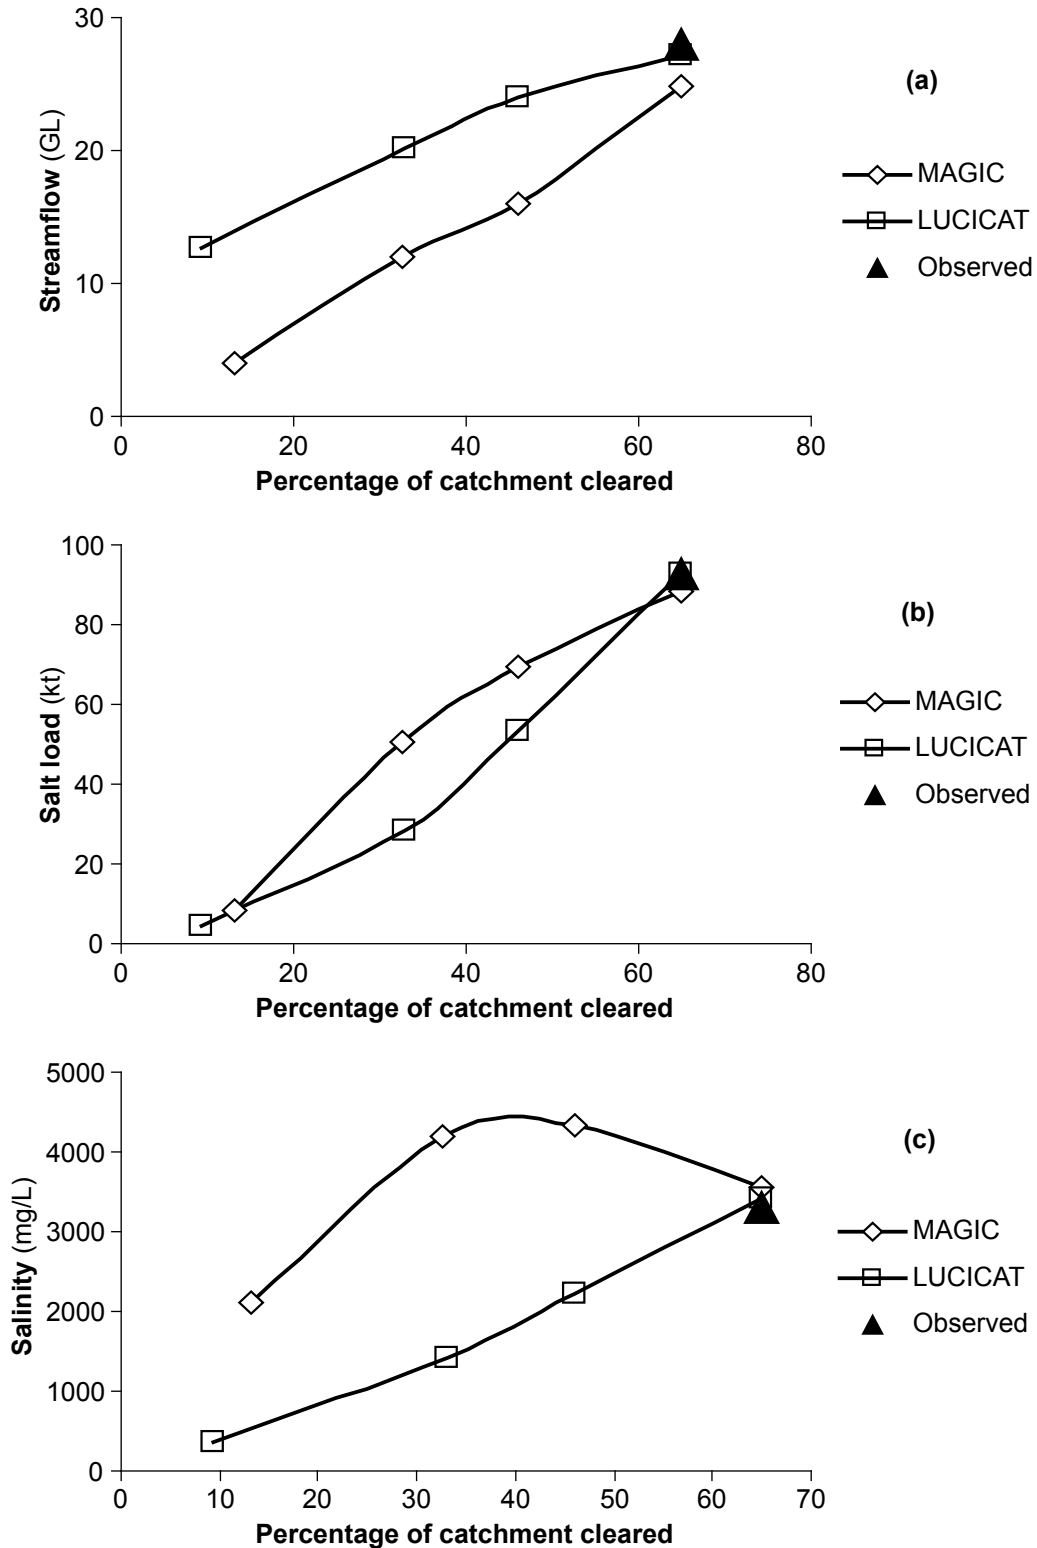 30
20
10
0
Streamflow (GL)
0 20 40 60 80
Percentage of catchment cleared
(a)
MAGIC
LUCICAT
Observed
100
80
60
40
20
0
Salt load (kt)
0 20 40 60 80
Percentage of catchment cleared
(b)
MAGIC
LUCICAT
Observed
5000
4000
3000
2000
1000
0
Salinity (mg/L)
0 10 20 30 40 50 60 70
Percentage of catchment cleared
(c)
MAGIC
LUCICAT
Observed